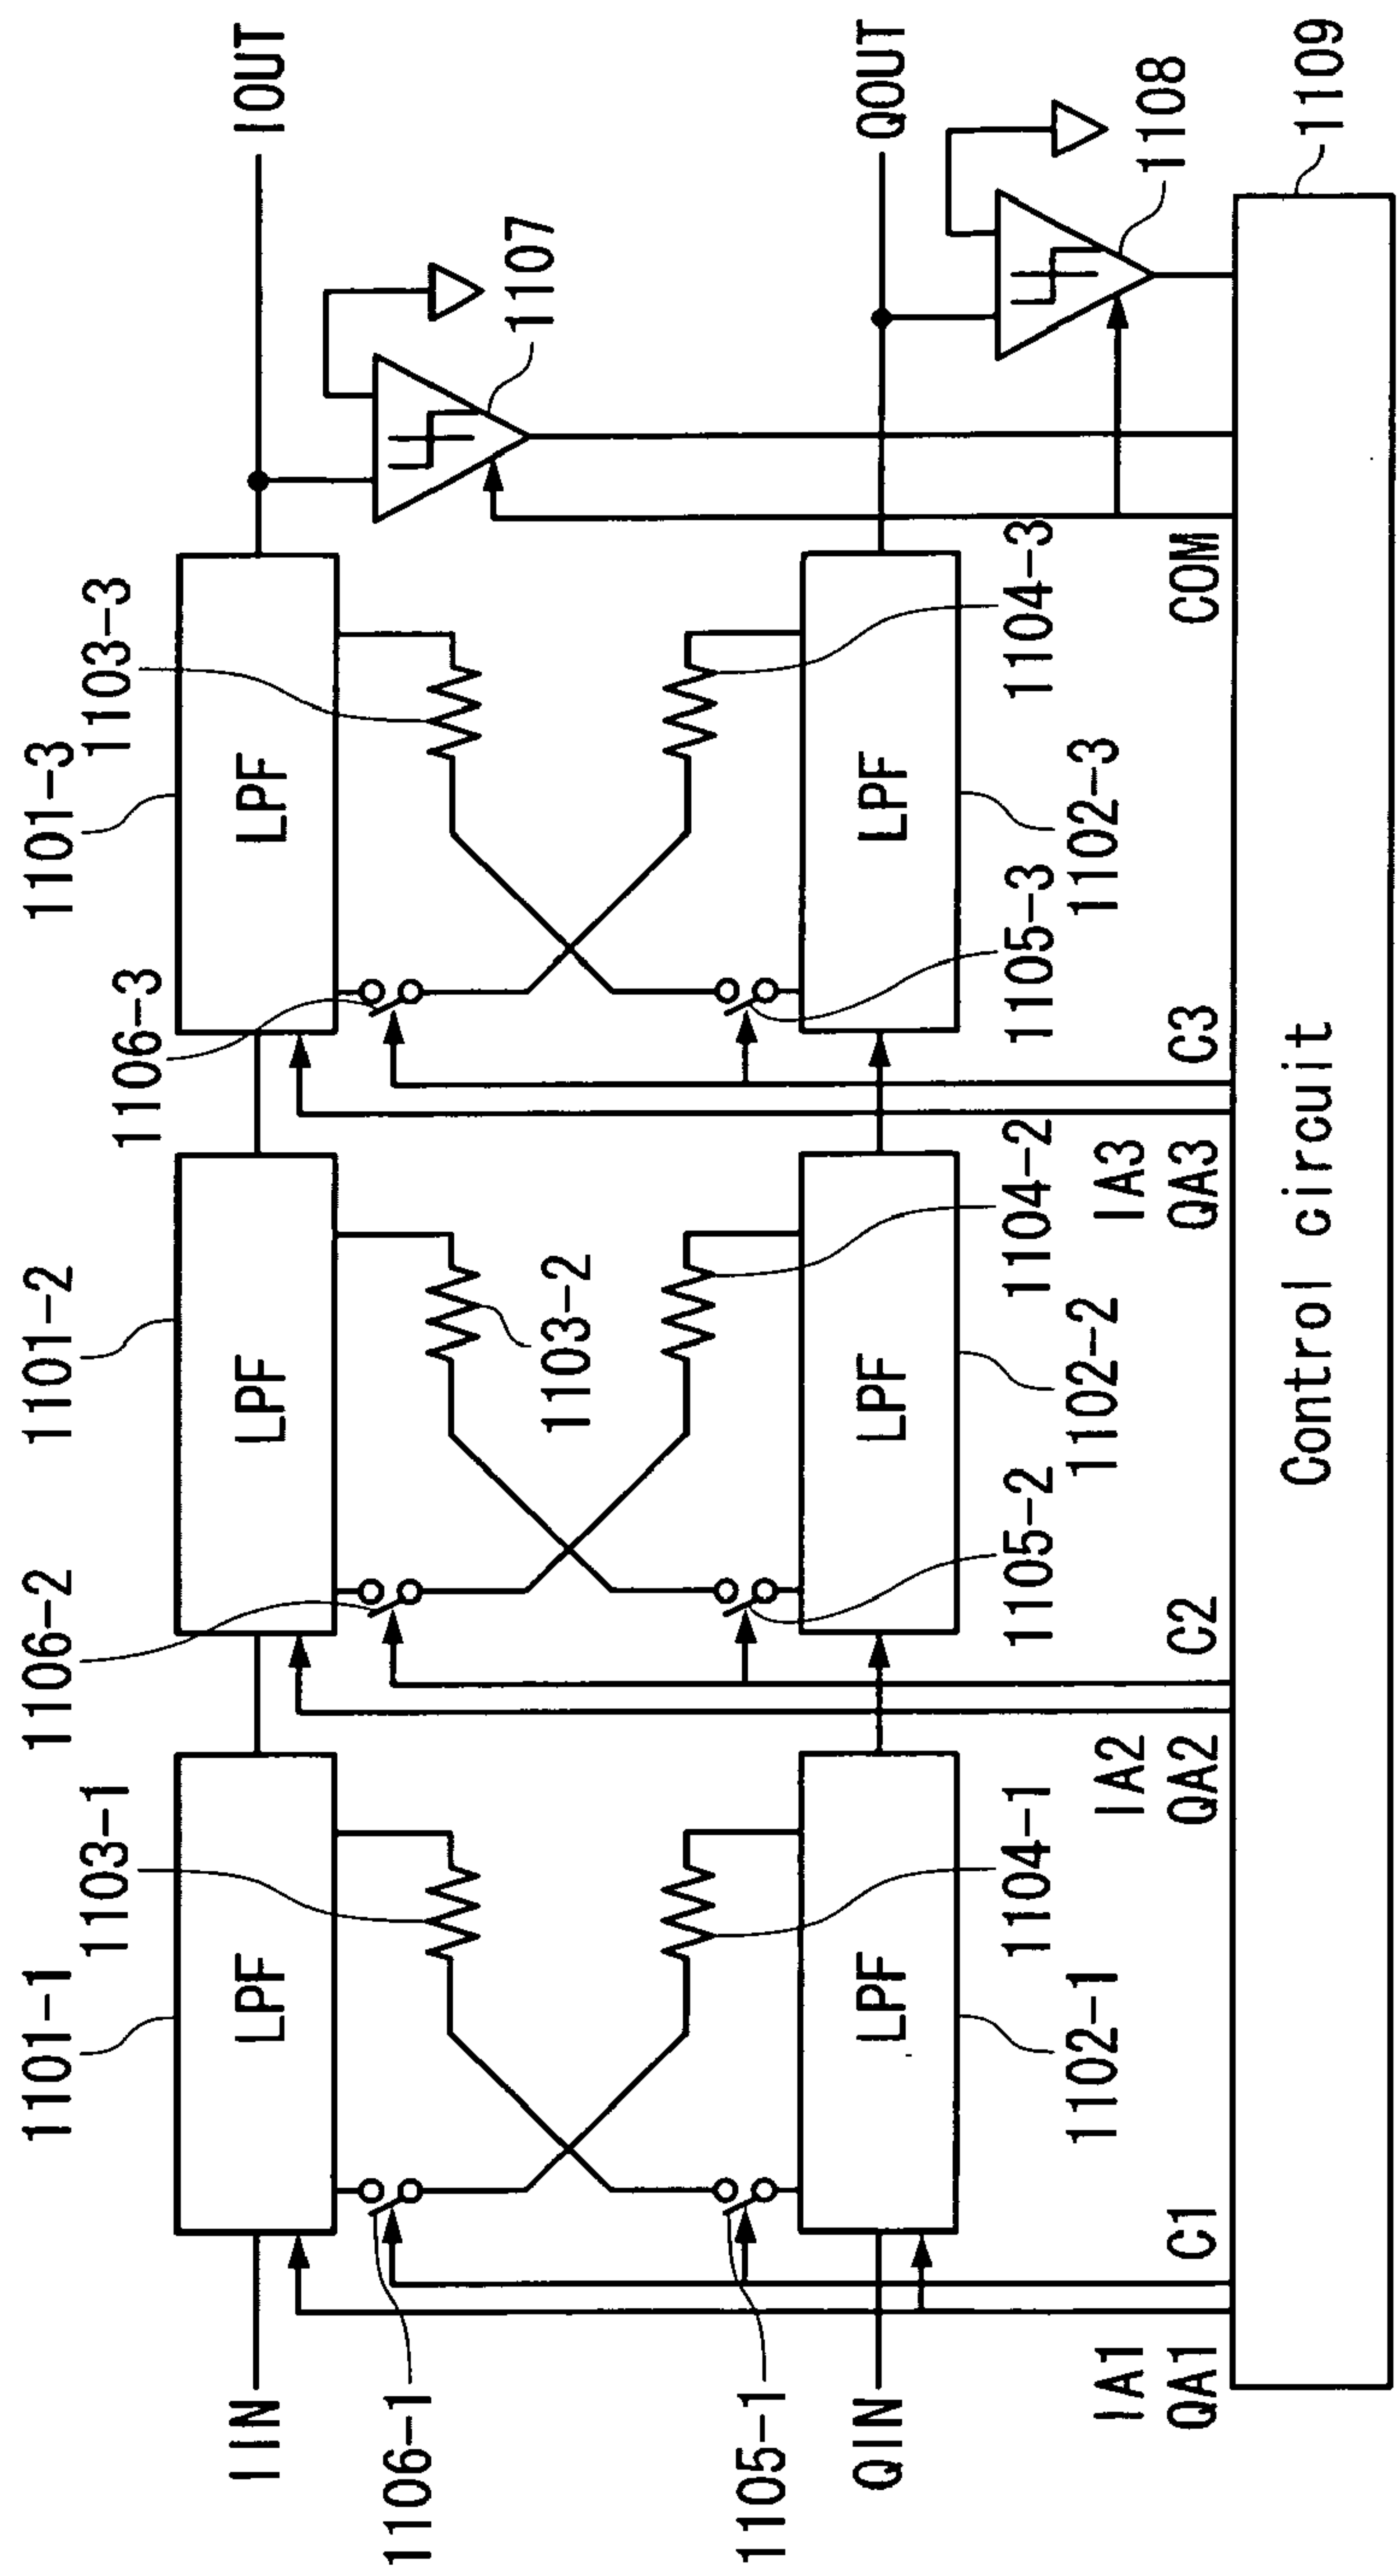 1101-1
1103-1
1106-2
1101-2
1106-3
1101-3
1103-3
IIN
LPF
LPF
LPF
IOUT
1106-1
1103-2
1107
1105-1
QIN
LPF
LPF
LPF
QOUT
1104-1
1105-2
1104-2
1105-3
1104-3
1102-1
1102-2
1102-3
1108
IA1
QA1
C1
IA2
QA2
C2
IA3
QA3
C3
COM
Control circuit
1109